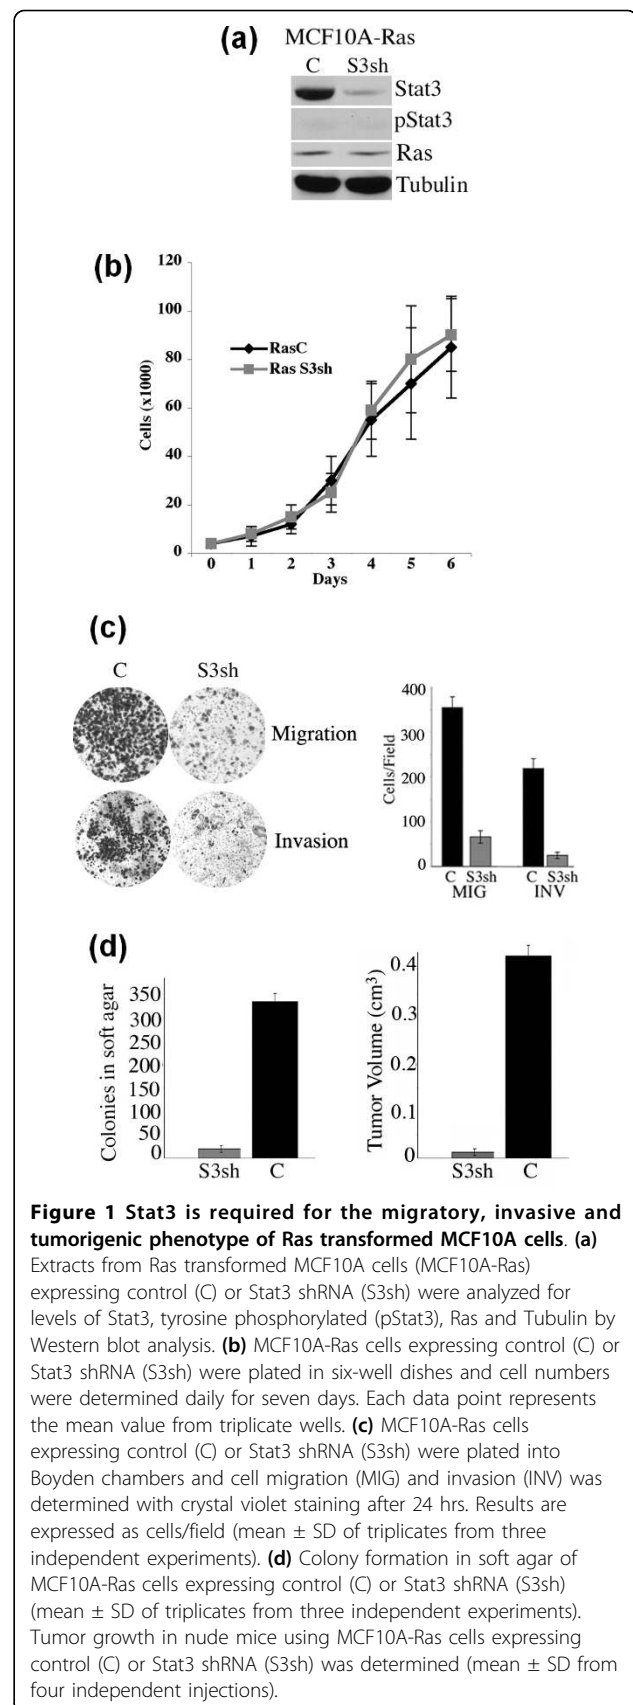 (a) MCF10A-Ras
C S3sh
Stat3
pStat3
Ras
Tubulin
(b)
120
100
80
60
40
20
0
Cells (x1000)
RasC
Ras S3sh
0 1 2 3 4 5 6
Days
(c)
C S3sh
Migration
Invasion
400
300
200
100
0
Cells/Field
C S3sh C S3sh
MIG INV
(d)
350
300
250
200
150
100
50
0
Colonies in soft agar
S3sh C
0.4
0.3
0.2
0.1
0
Tumor Volume (cm³)
S3sh C
Figure 1 Stat3 is required for the migratory, invasive and
tumorigenic phenotype of Ras transformed MCF10A cells. (a)
Extracts from Ras transformed MCF10A cells (MCF10A-Ras)
expressing control (C) or Stat3 shRNA (S3sh) were analyzed for
levels of Stat3, tyrosine phosphorylated (pStat3), Ras and Tubulin by
Western blot analysis. (b) MCF10A-Ras cells expressing control (C) or
Stat3 shRNA (S3sh) were plated in six-well dishes and cell numbers
were determined daily for seven days. Each data point represents
the mean value from triplicate wells. (c) MCF10A-Ras cells
expressing control (C) or Stat3 shRNA (S3sh) were plated into
Boyden chambers and cell migration (MIG) and invasion (INV) was
determined with crystal violet staining after 24 hrs. Results are
expressed as cells/field (mean ± SD of triplicates from three
independent experiments). (d) Colony formation in soft agar of
MCF10A-Ras cells expressing control (C) or Stat3 shRNA (S3sh)
(mean ± SD of triplicates from three independent experiments).
Tumor growth in nude mice using MCF10A-Ras cells expressing
control (C) or Stat3 shRNA (S3sh) was determined (mean ± SD from
four independent injections).